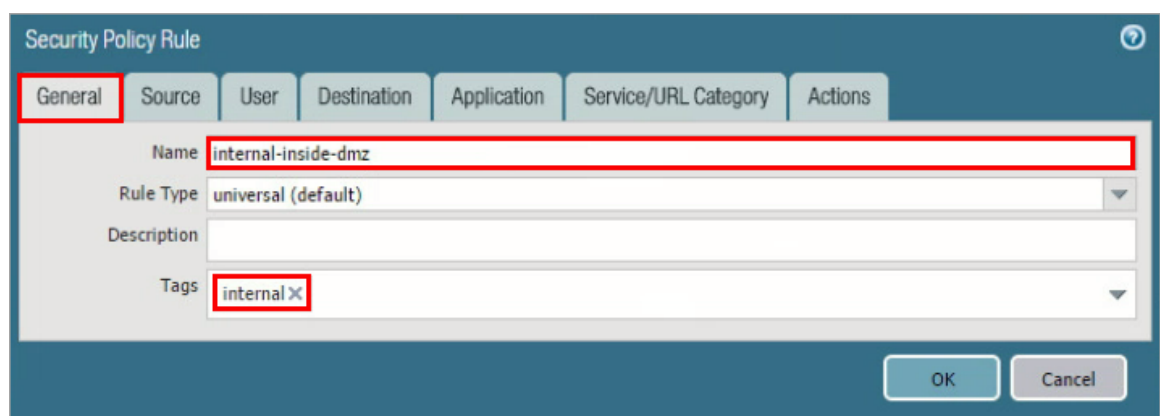 Security Policy Rule ?
General Source User Destination Application Service/URL Category Actions
Name internal-inside-dmz
Rule Type universal (default)
Description
Tags internal ×
OK Cancel